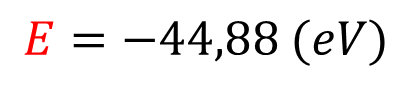 E = −44,88 (eV)